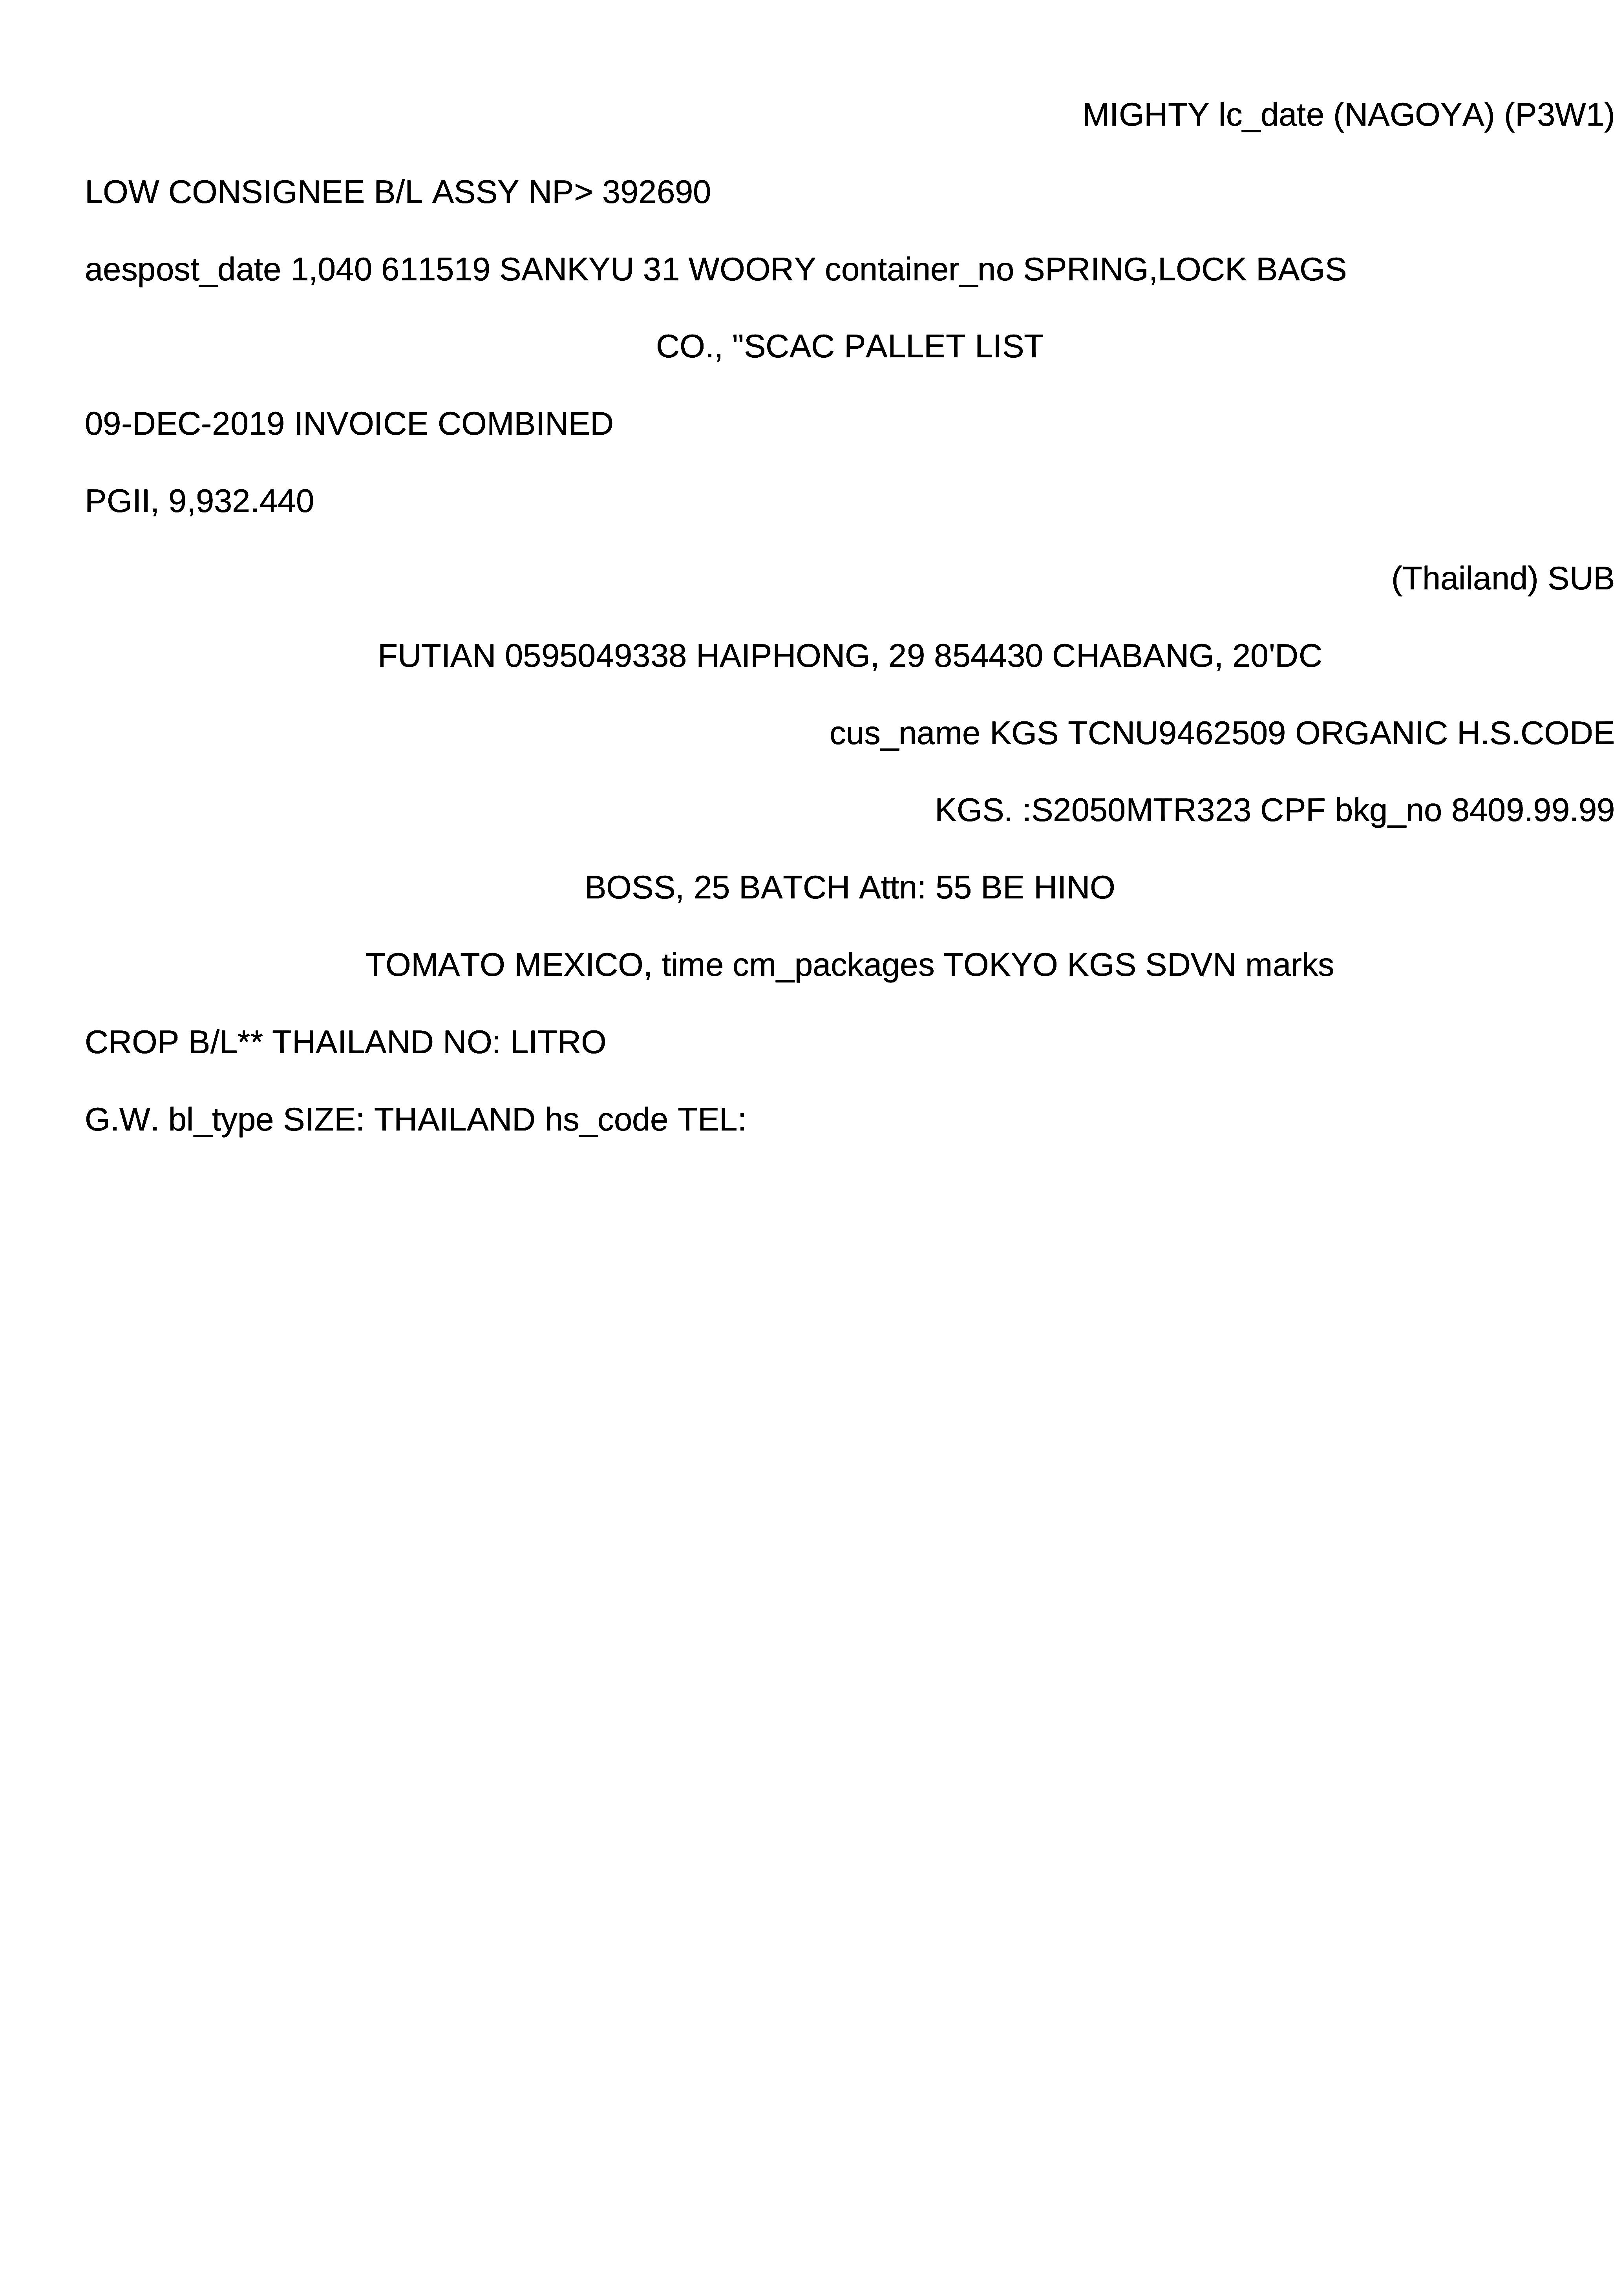 MIGHTY lc_date (NAGOYA) (P3W1)
LOW CONSIGNEE B/L ASSY NP> 392690
aespost_date 1,040 611519 SANKYU 31 WOORY container_no SPRING,LOCK BAGS
CO., "SCAC PALLET LIST
09-DEC-2019 INVOICE COMBINED
PGII, 9,932.440
(Thailand) SUB
FUTIAN 0595049338 HAIPHONG, 29 854430 CHABANG, 20'DC
cus_name KGS TCNU9462509 ORGANIC H.S.CODE
KGS. :S2050MTR323 CPF bkg_no 8409.99.99
BOSS, 25 BATCH Attn: 55 BE HINO
TOMATO MEXICO, time cm_packages TOKYO KGS SDVN marks
CROP B/L** THAILAND NO: LITRO
G.W. bl_type SIZE: THAILAND hs_code TEL: